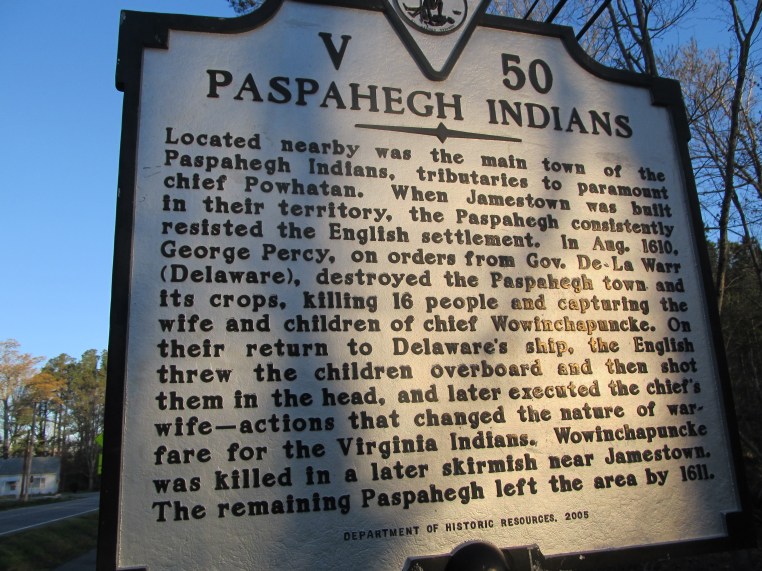 V 50
PASPAHEGH INDIANS
Located nearby was the main town of the
Paspahegh Indians, tributaries to paramount
chief Powhatan. When Jamestown was built
in their territory, the Paspahegh consistently
resisted the English settlement. In Aug. 1610,
George Percy, on orders from Gov. De-La Warr
(Delaware), destroyed the Paspahegh town and
its crops, killing 16 people and capturing the
wife and children of chief Wowinchapuncke. On
their return to Delaware's ship, the English
threw the children overboard and then shot
them in the head, and later executed the chief's
wife—actions that changed the nature of war-
fare for the Virginia Indians. Wowinchapuncke
was killed in a later skirmish near Jamestown.
The remaining Paspahegh left the area by 1611.
DEPARTMENT OF HISTORIC RESOURCES, 2005